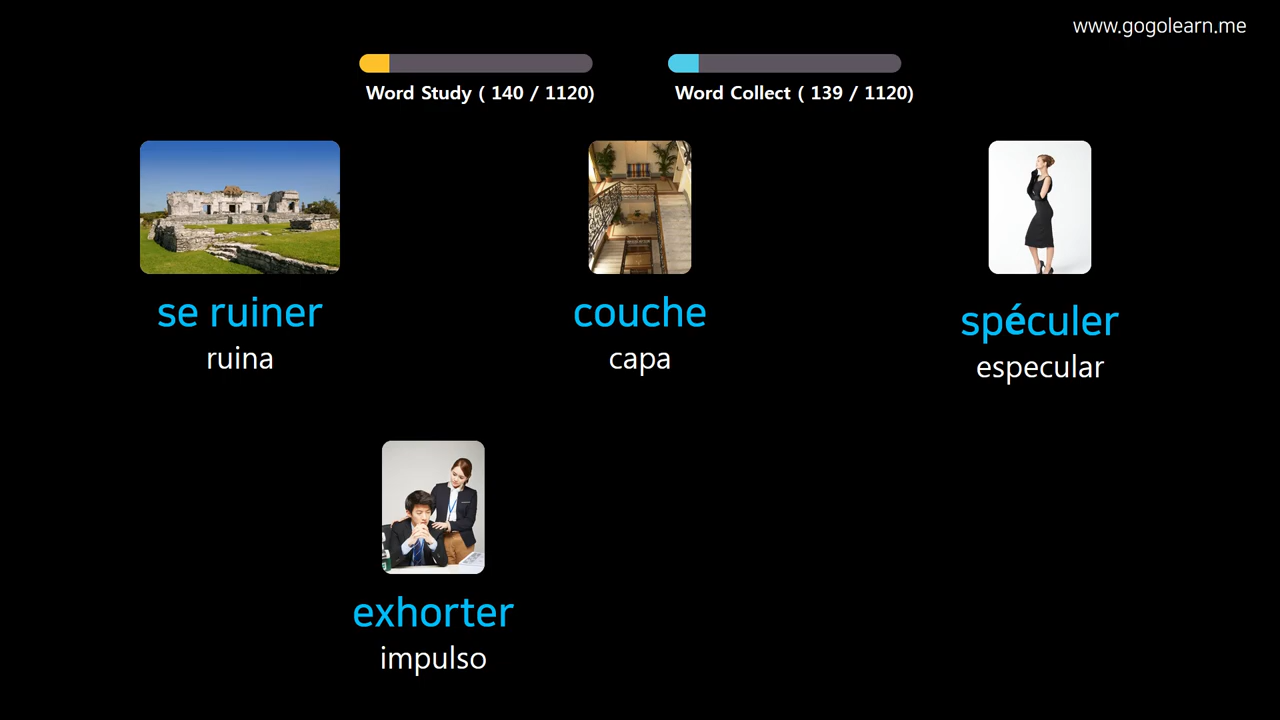 www.gogolearn.me
Word Study ( 140 / 1120)
Word Collect ( 139 / 1120)
se ruiner
ruina
couche
capa
spéculer
especular
exhorter
impulso